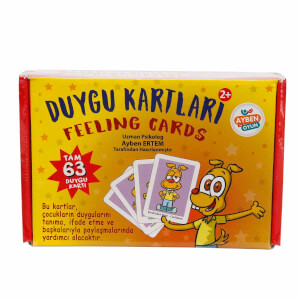 DUYGU KARTLARI
2+
AYBEN
OYUN
FEELING CARDS
Uzman Psikolog
Ayben ERTEM
Tarafından Hazırlanmıştır
TAM
63
DUYGU
KARTI
Bu kartlar,
çocukların duygularını
tanıma, ifade etme ve
başkalarıyla paylaşmalarında
yardımcı olacaktır.